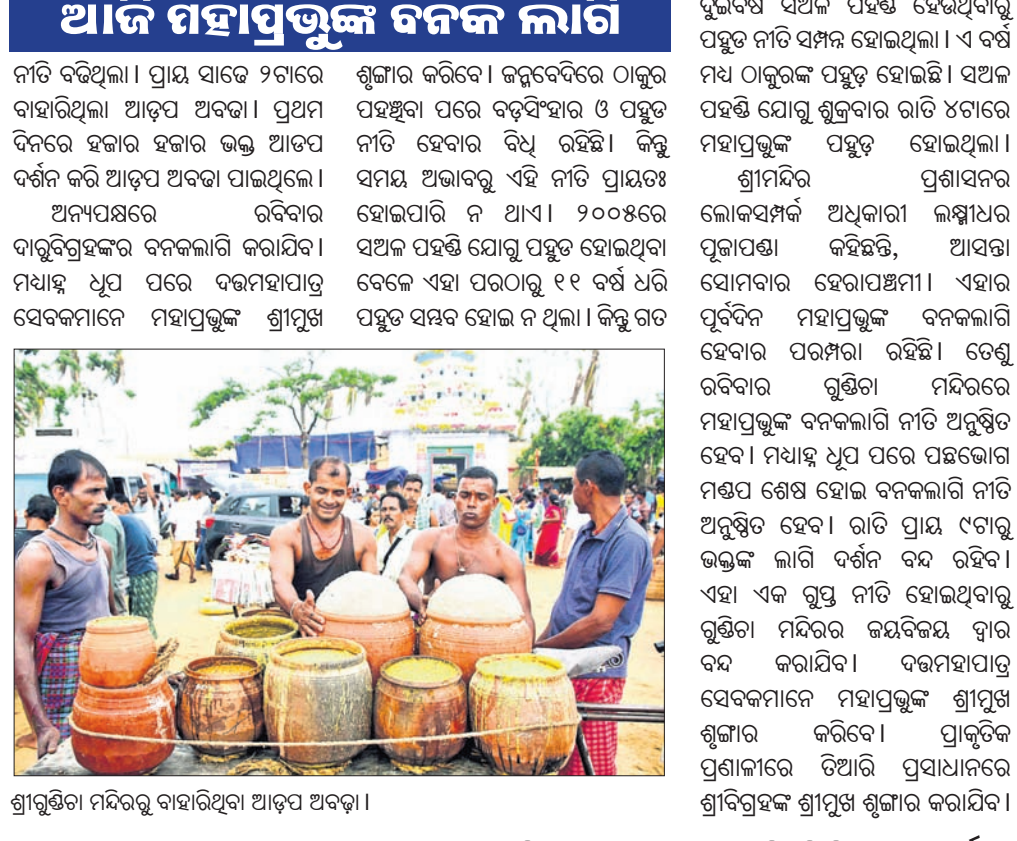 ଆଜି ମହାପ୍ରଭୁଙ୍କ ବନକ ଲାଗି
ନୀତି ବଢିଥିଲା। ପ୍ରାୟ ସାଢେ ୨ଟାରେ
ବାହାରିଥିଲା ଆଡ଼ପ ଅବଢା। ପ୍ରଥମ
ଦିନରେ ହଜାର ହଜାର ଭକ୍ତ ଆଡପ
ଦର୍ଶନ କରି ଆଡ଼ପ ଅବଢା ପାଇଥିଲେ।
ଅନ୍ୟପକ୍ଷରେ ରବିବାର
ଦାରୁବିଗ୍ରହଙ୍କର ବନକଲାଗି କରାଯିବ।
ମଧ୍ୟାହ୍ନ ଧୂପ ପରେ ଦତ୍ତମହାପାତ୍ର
ସେବକମାନେ ମହାପ୍ରଭୁଙ୍କ ଶ୍ରୀମୁଖ
ଶୃଙ୍ଗାର କରିବେ। ଜନ୍ମବେଦିରେ ଠାକୁର
ପହଞ୍ଚିବା ପରେ ବଡ଼ସିଂହାର ଓ ପହୁଡ
ନୀତି ହେବାର ବିଧି ରହିଛି। କିନ୍ତୁ
ସମୟ ଅଭାବରୁ ଏହି ନୀତି ପ୍ରାୟତଃ
ହୋଇପାରି ନ ଥାଏ। ୨୦୦୫ରେ
ସଅଳ ପହଣ୍ଡି ଯୋଗୁ ପହୁଡ ହୋଇଥିବା
ବେଳେ ଏହା ପରଠାରୁ ୧୧ ବର୍ଷ ଧରି
ପହୁଡ ସମ୍ଭବ ହୋଇ ନ ଥିଲା। କିନ୍ତୁ ଗତ
ଦୁଇବର୍ଷ ସଅଳ ପହଣ୍ଡି ହେଉଥିବାରୁ
ପହୁଡ ନୀତି ସମ୍ପନ୍ନ ହୋଇଥିଲା। ଏ ବର୍ଷ
ମଧ୍ୟ ଠାକୁରଙ୍କ ପହୁଡ଼ ହୋଇଛି। ସଅଳ
ପହଣ୍ଡି ଯୋଗୁ ଶୁକ୍ରବାର ରାତି ୪ଟାରେ
ମହାପ୍ରଭୁଙ୍କ ପହୁଡ଼ ହୋଇଥିଲା।
ଶ୍ରୀମନ୍ଦିର ପ୍ରଶାସନର
ଲୋକସମ୍ପର୍କ ଅଧିକାରୀ ଲକ୍ଷ୍ମୀଧର
ପୂଜାପଣ୍ଡା କହିଛନ୍ତି, ଆସନ୍ତା
ସୋମବାର ହେରାପଞ୍ଚମୀ। ଏହାର
ପୂର୍ବଦିନ ମହାପ୍ରଭୁଙ୍କ ବନକଲାଗି
ହେବାର ପରମ୍ପରା ରହିଛି। ତେଣୁ
ରବିବାର ଗୁଣ୍ଡିଚା ମନ୍ଦିରରେ
ମହାପ୍ରଭୁଙ୍କ ବନକଲାଗି ନୀତି ଅନୁଷ୍ଠିତ
ହେବ। ମଧ୍ୟାହ୍ନ ଧୂପ ପରେ ପଛଭୋଗ
ମଣ୍ଡପ ଶେଷ ହୋଇ ବନକଲାଗି ନୀତି
ଅନୁଷ୍ଠିତ ହେବ। ରାତି ପ୍ରାୟ ୯ଟାରୁ
ଭକ୍ତଙ୍କ ଲାଗି ଦର୍ଶନ ବନ୍ଦ ରହିବ।
ଏହା ଏକ ଗୁପ୍ତ ନୀତି ହୋଇଥିବାରୁ
ଗୁଣ୍ଡିଚା ମନ୍ଦିରର ଜୟବିଜୟ ଦ୍ୱାର
ବନ୍ଦ କରାଯିବ। ଦତ୍ତମହାପାତ୍ର
ସେବକମାନେ ମହାପ୍ରଭୁଙ୍କ ଶ୍ରୀମୁଖ
ଶୃଙ୍ଗାର କରିବେ। ପ୍ରାକୃତିକ
ପ୍ରଣାଳୀରେ ତିଆରି ପ୍ରସାଧାନରେ
ଶ୍ରୀବିଗ୍ରହଙ୍କ ଶ୍ରୀମୁଖ ଶୃଙ୍ଗାର କରାଯିବ।
ଶ୍ରୀଗୁଣ୍ଡିଚା ମନ୍ଦିରରୁ ବାହାରିଥିବା ଆଡ଼ପ ଅବଢ଼ା।